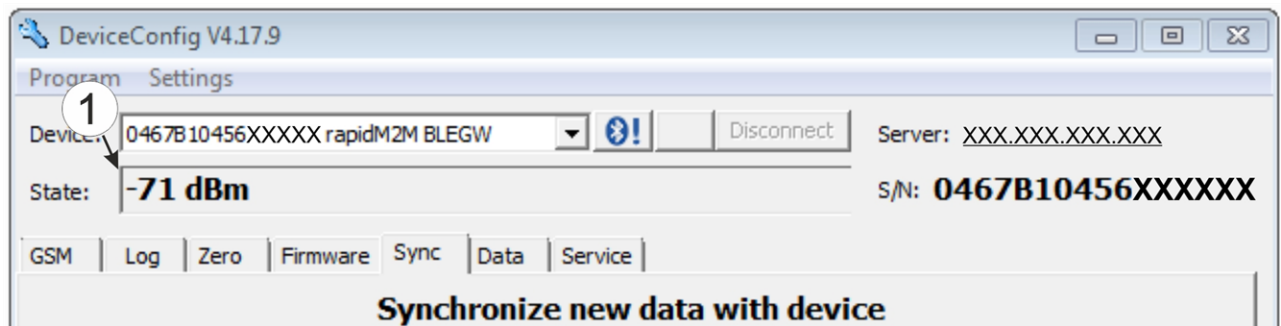 DeviceConfig V4.17.9
Program Settings
1
Device: 0467B10456XXXXX rapidM2M BLEGW ! Disconnect Server: XXX.XXX.XXX.XXX
State: -71 dBm S/N: 0467B10456XXXXXX
GSM Log Zero Firmware Sync Data Service
Synchronize new data with device